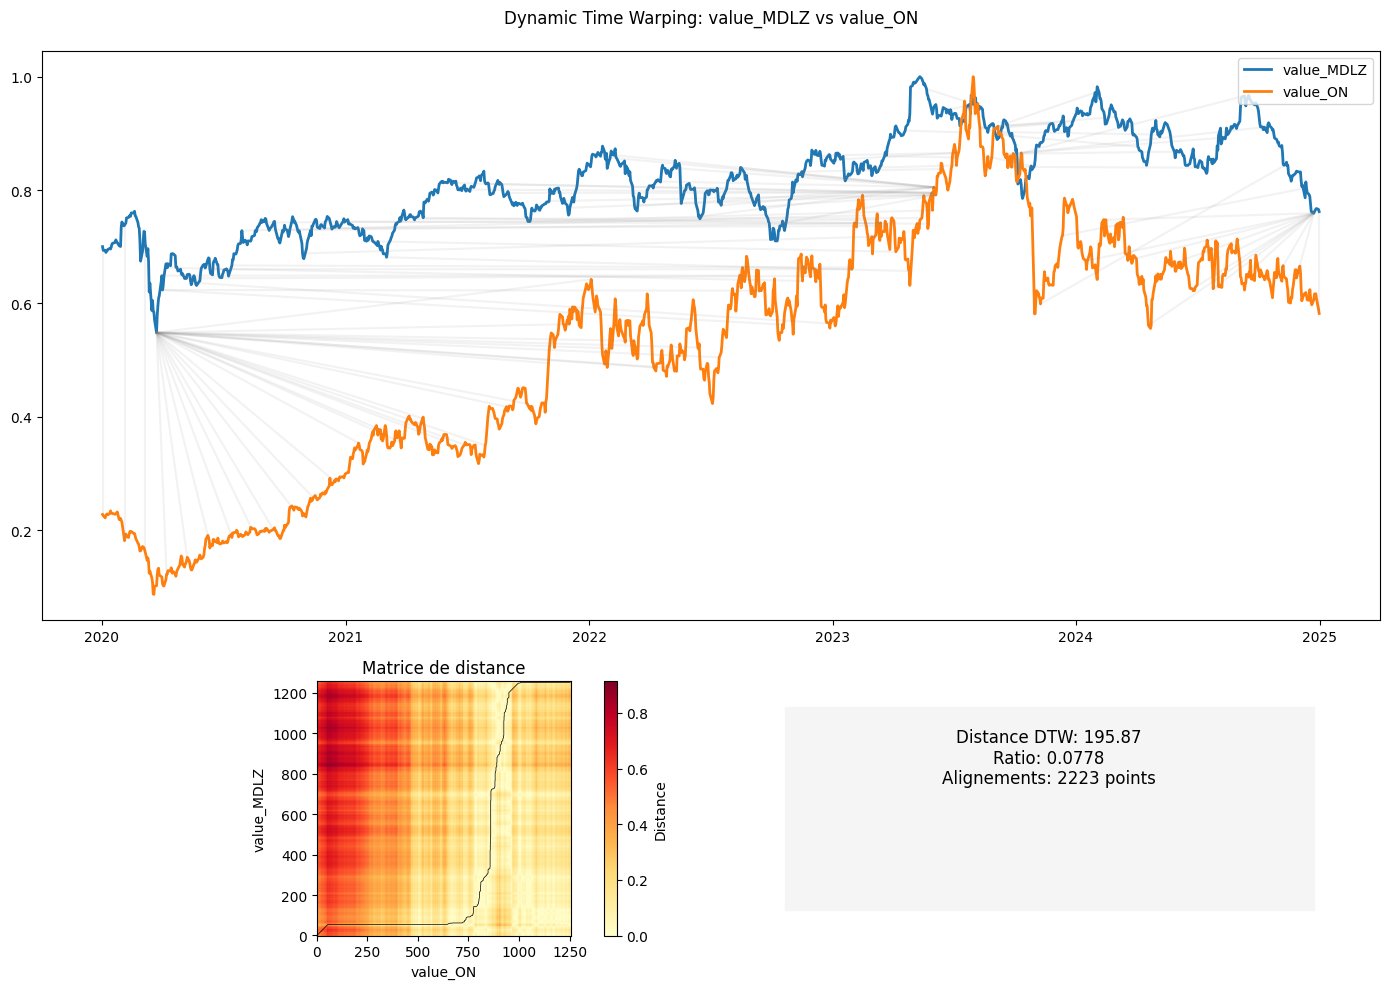 Dynamic Time Warping: value_MDLZ vs value_ON
value_MDLZ
value_ON
1.0
0.8
0.6
0.4
0.2
2020 2021 2022 2023 2024 2025
Matrice de distance
value_MDLZ
1200
1000
800
600
400
200
0
0 250 500 750 1000 1250
value_ON
0.8
0.6
0.4
0.2
0.0
Distance
Distance DTW: 195.87
Ratio: 0.0778
Alignements: 2223 points